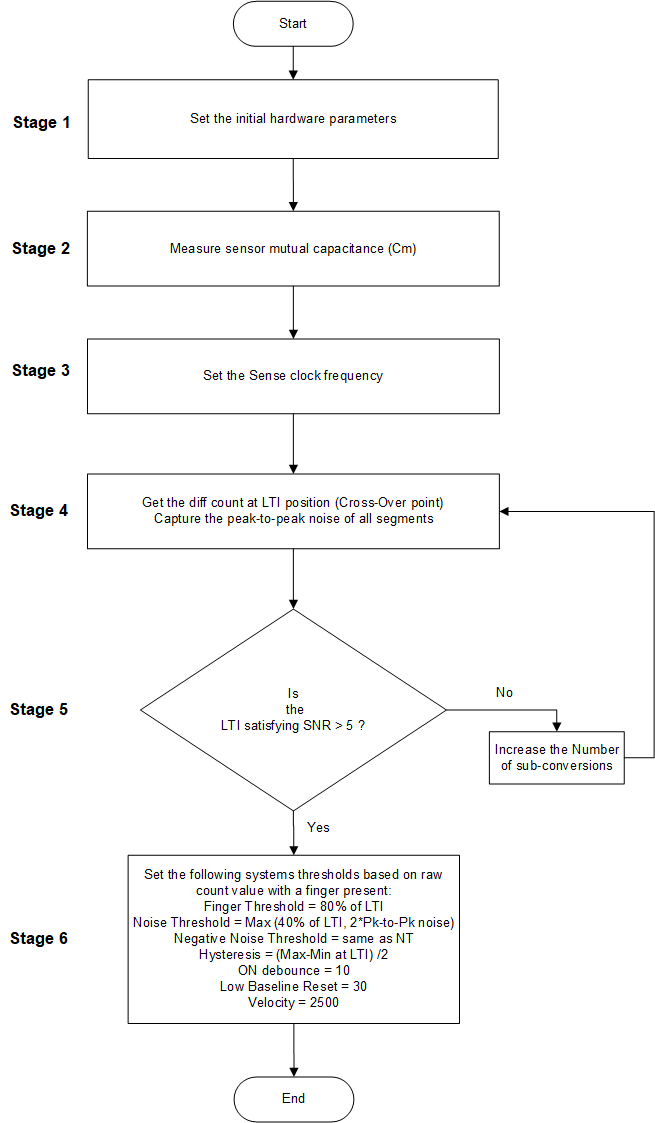 Start
Stage 1
Set the initial hardware parameters
Stage 2
Measure sensor mutual capacitance (Cm)
Stage 3
Set the Sense clock frequency
Stage 4
Get the diff count at LTI position (Cross-Over point)
Capture the peak-to-peak noise of all segments
Stage 5
Is
the
LTI satisfying SNR > 5 ?
No
Increase the Number
of sub-conversions
Yes
Stage 6
Set the following systems thresholds based on raw
count value with a finger present:
Finger Threshold = 80% of LTI
Noise Threshold = Max (40% of LTI, 2*Pk-to-Pk noise)
Negative Noise Threshold = same as NT
Hysteresis = (Max-Min at LTI) /2
ON debounce = 10
Low Baseline Reset = 30
Velocity = 2500
End